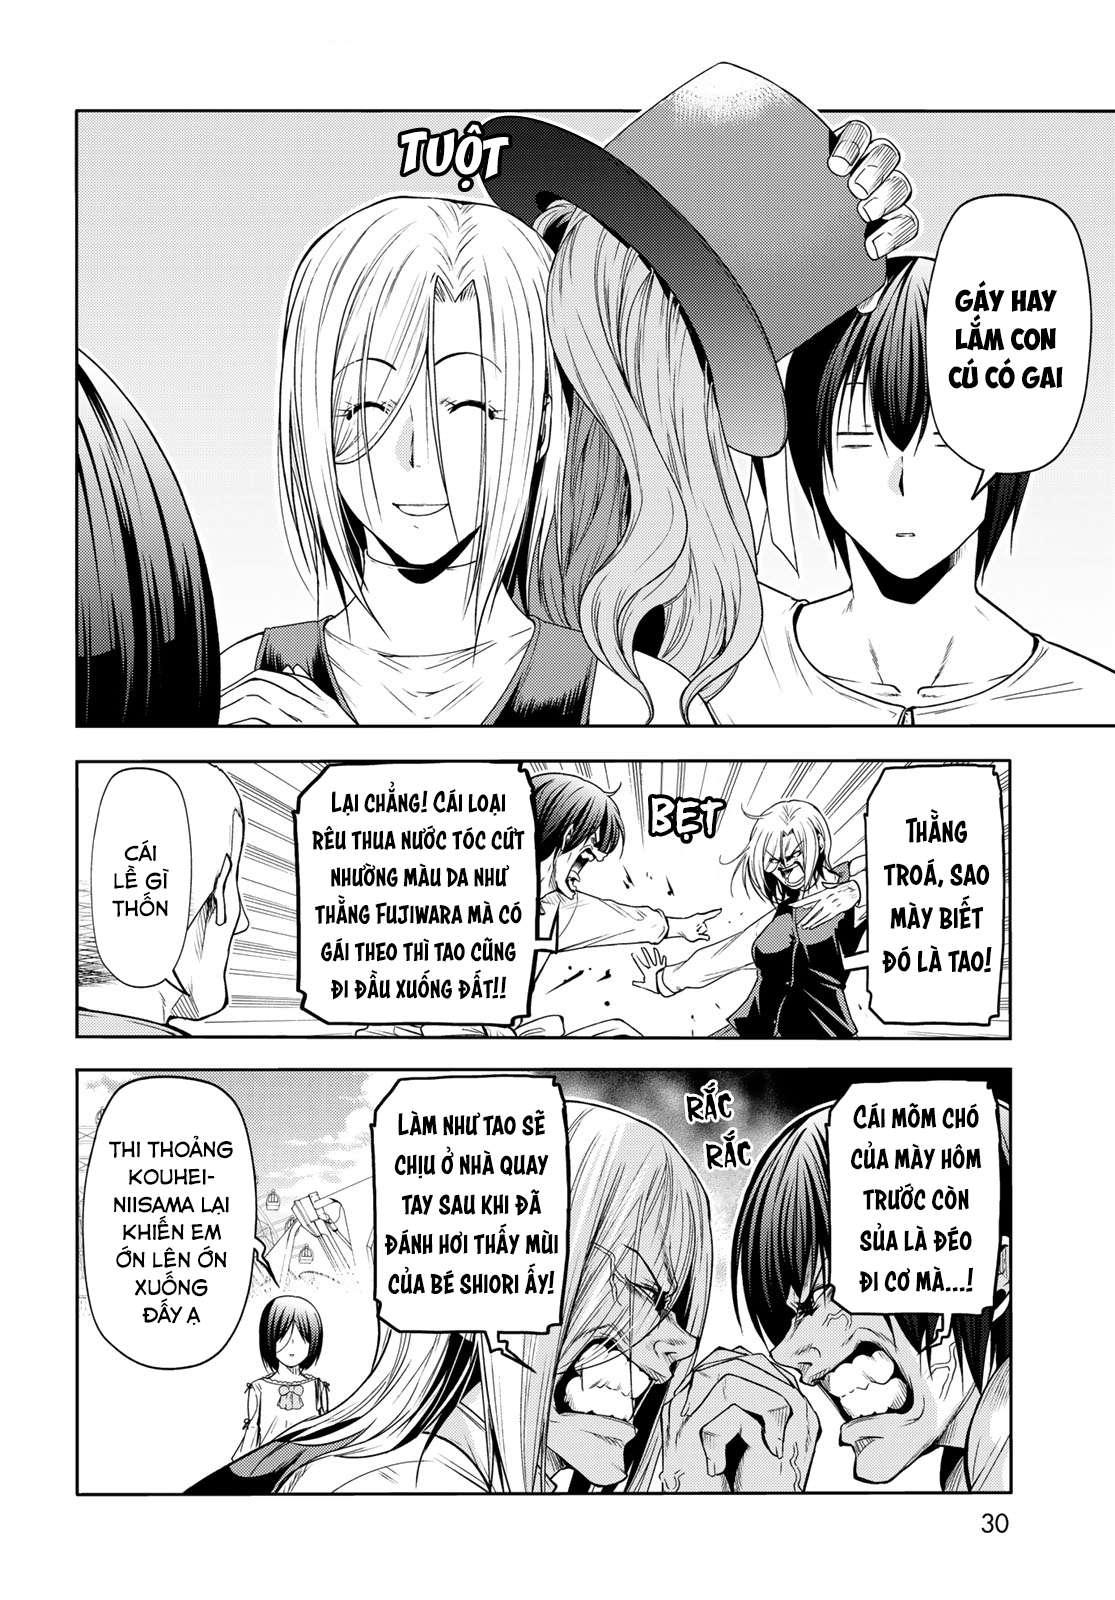 TUỘT
GÁY HAY
LẮM CON
CÚ CÓ GAI
THẰNG
TROÁ, SAO
MÀY BIẾT
ĐÓ LÀ TAO!
BẸT
LẠI CHẲNG! CÁI LOẠI
RÊU THUA NƯỚC TÓC CỨT
NHƯỜNG MÀU DA NHƯ
THẰNG FUJIWARA MÀ CÓ
GÁI THEO THÌ TAO CŨNG
ĐI ĐẦU XUỐNG ĐẤT!!
CÁI
LỀ GÌ
THỐN
CÁI MÕM CHÓ
CỦA MÀY HÔM
TRƯỚC CÒN
SỦA LÀ ĐÉO
ĐI CƠ MÀ...!
RẮC
RẮC
LÀM NHƯ TAO SẼ
CHỊU Ở NHÀ QUAY
TAY SAU KHI ĐÃ
ĐÁNH HƠI THẤY MÙI
CỦA BÉ SHIORI ẤY!
THI THOẢNG
KOUHEI-
NIISAMA LẠI
KHIẾN EM
ỚN LÊN ỚN
XUỐNG
ĐẤY Ạ
30